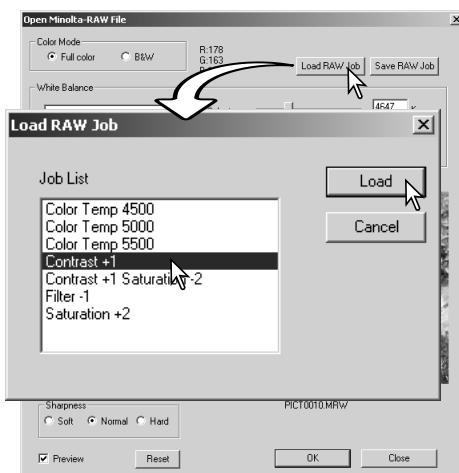 Open Minolta-RAW File
Color Mode
Full color B&W
R:178
G:163
Load RAW Job Save RAW Job
White Balance
4647 K
Load RAW Job
Job List
Load
Cancel
Color Temp 4500
Color Temp 5000
Color Temp 5500
Contrast +1
Contrast +1 Saturation -2
Filter -1
Saturation +2
Sharpness
Soft Normal Hard
PICT0010.MRW
Preview Reset OK Close